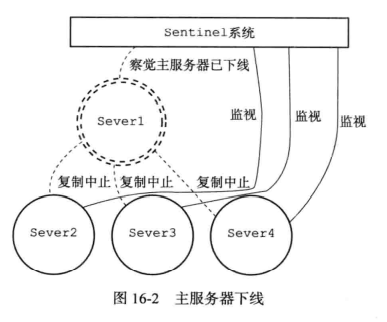 Sentinel系统
察觉主服务器已下线
Sever1
监视
监视
监视
复制中止
复制中止
复制中止
Sever2
Sever3
Sever4
图 16-2 主服务器下线